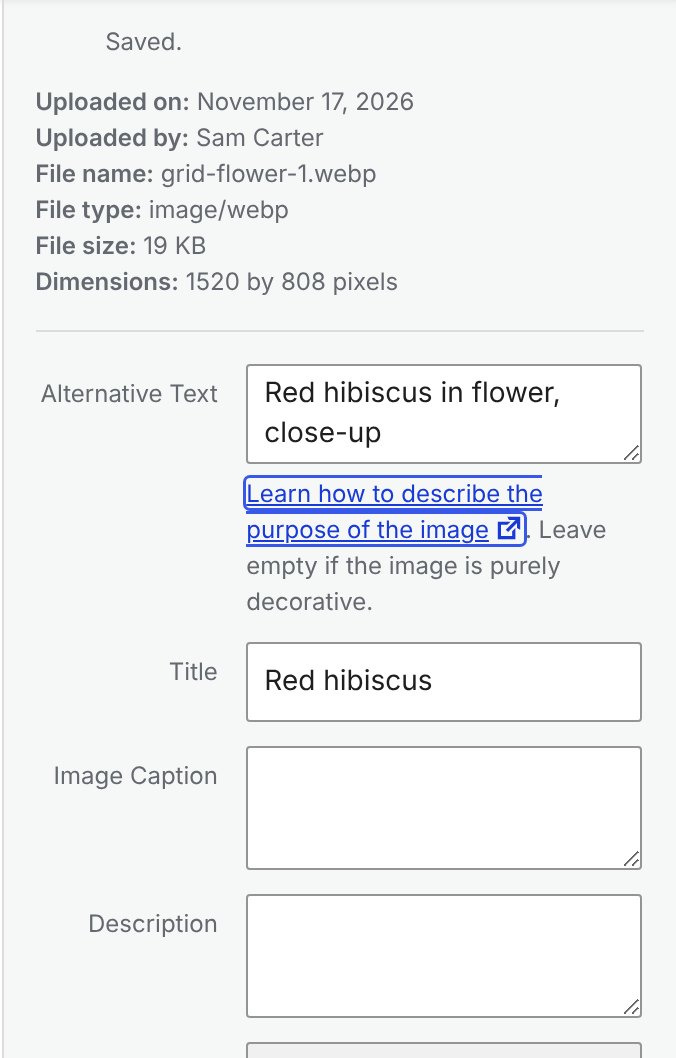 Saved.
Uploaded on: November 17, 2026
Uploaded by: Sam Carter
File name: grid-flower-1.webp
File type: image/webp
File size: 19 KB
Dimensions: 1520 by 808 pixels
Alternative Text
Red hibiscus in flower,
close-up
Learn how to describe the
purpose of the image. Leave
empty if the image is purely
decorative.
Title
Red hibiscus
Image Caption
Description